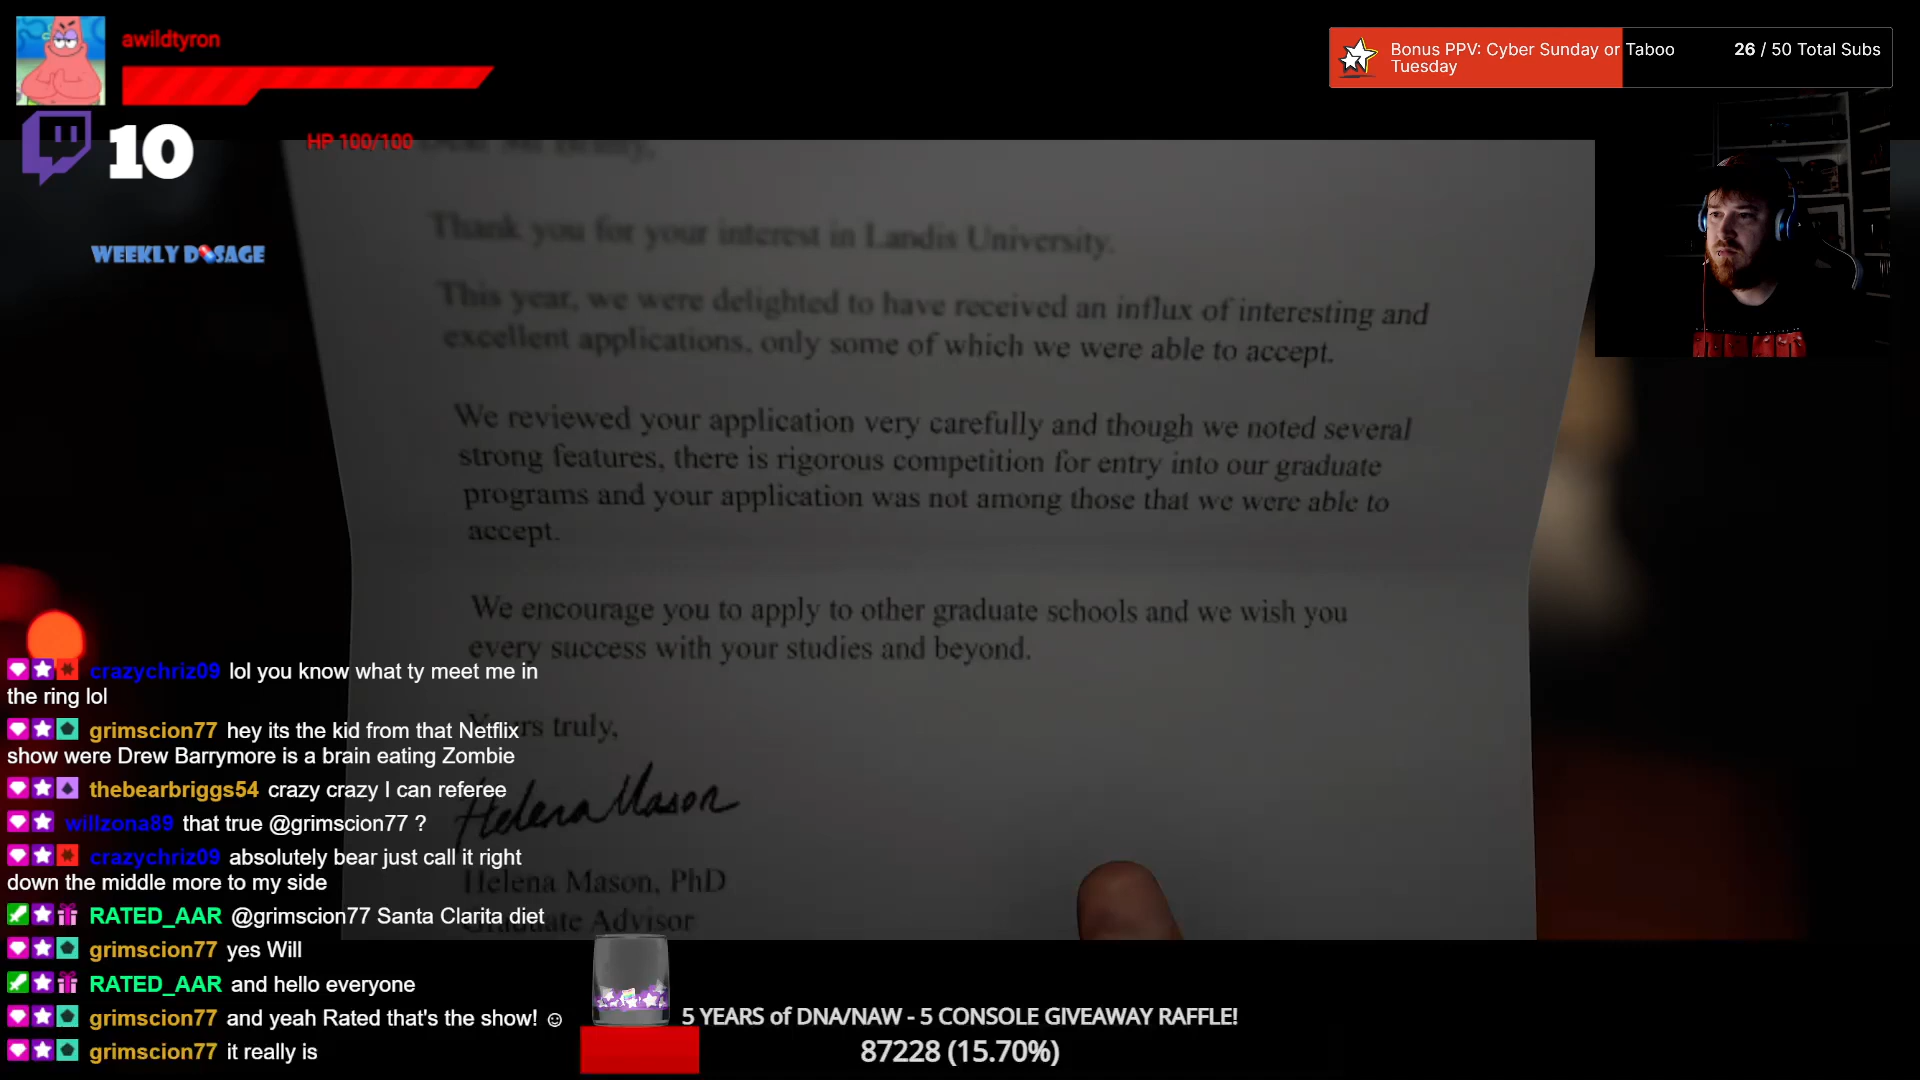 awildtyron
Bonus PPV: Cyber Sunday or Taboo
Tuesday
26 / 50 Total Subs
10
HP 100/100
WEEKLY DOSAGE
Thank you for your interest in Landis University.
This year, we were delighted to have received an influx of interesting and
excellent applications, only some of which we were able to accept.
We reviewed your application very carefully and though we noted several
strong features, there is rigorous competition for entry into our graduate
programs and your application was not among those that we were able to
accept.
We encourage you to apply to other graduate schools and we wish you
every success with your studies and beyond.
Yours truly,
Helena Mason
Helena Mason, PhD
Graduate Advisor
crazychriz09 lol you know what ty meet me in
the ring lol
grimscion77 hey its the kid from that Netflix
show were Drew Barrymore is a brain eating Zombie
thebearbriggs54 crazy crazy I can referee
willzona89 that true @grimscion77 ?
crazychriz09 absolutely bear just call it right
down the middle more to my side
RATED_AAR @grimscion77 Santa Clarita diet
grimscion77 yes Will
RATED_AAR and hello everyone
grimscion77 and yeah Rated that's the show! ☺
grimscion77 it really is
5 YEARS of DNA/NAW - 5 CONSOLE GIVEAWAY RAFFLE!
87228 (15.70%)